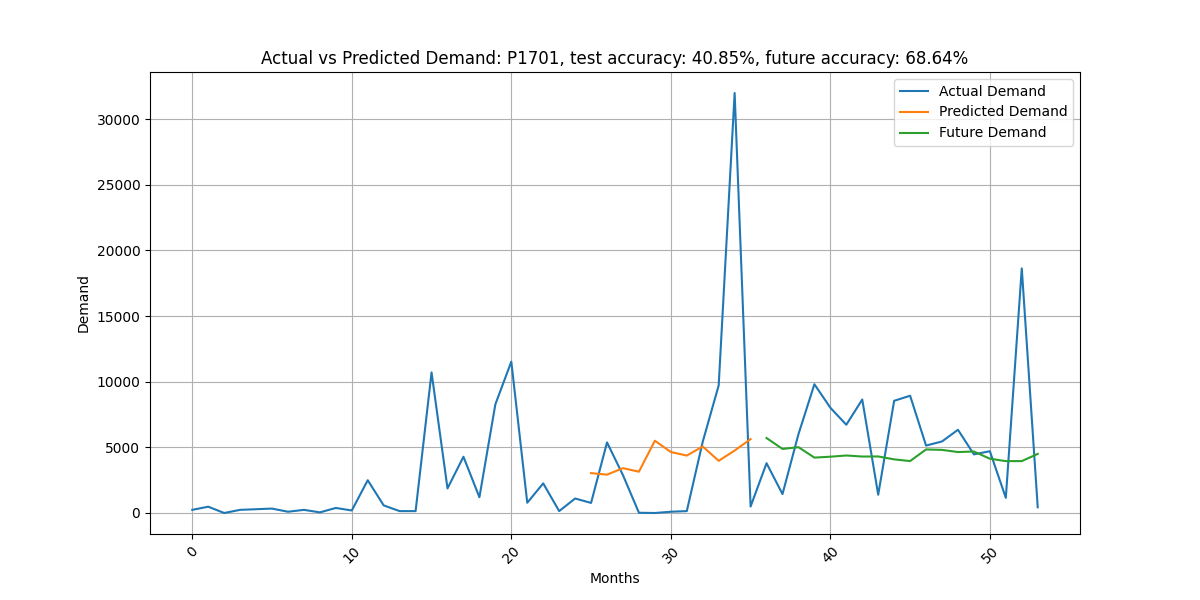 Actual vs Predicted Demand: P1701, test accuracy: 40.85%, future accuracy: 68.64%
Actual Demand
Predicted Demand
Future Demand
30000
25000
20000
15000
10000
5000
0
Demand
0
10
20
30
40
50
Months